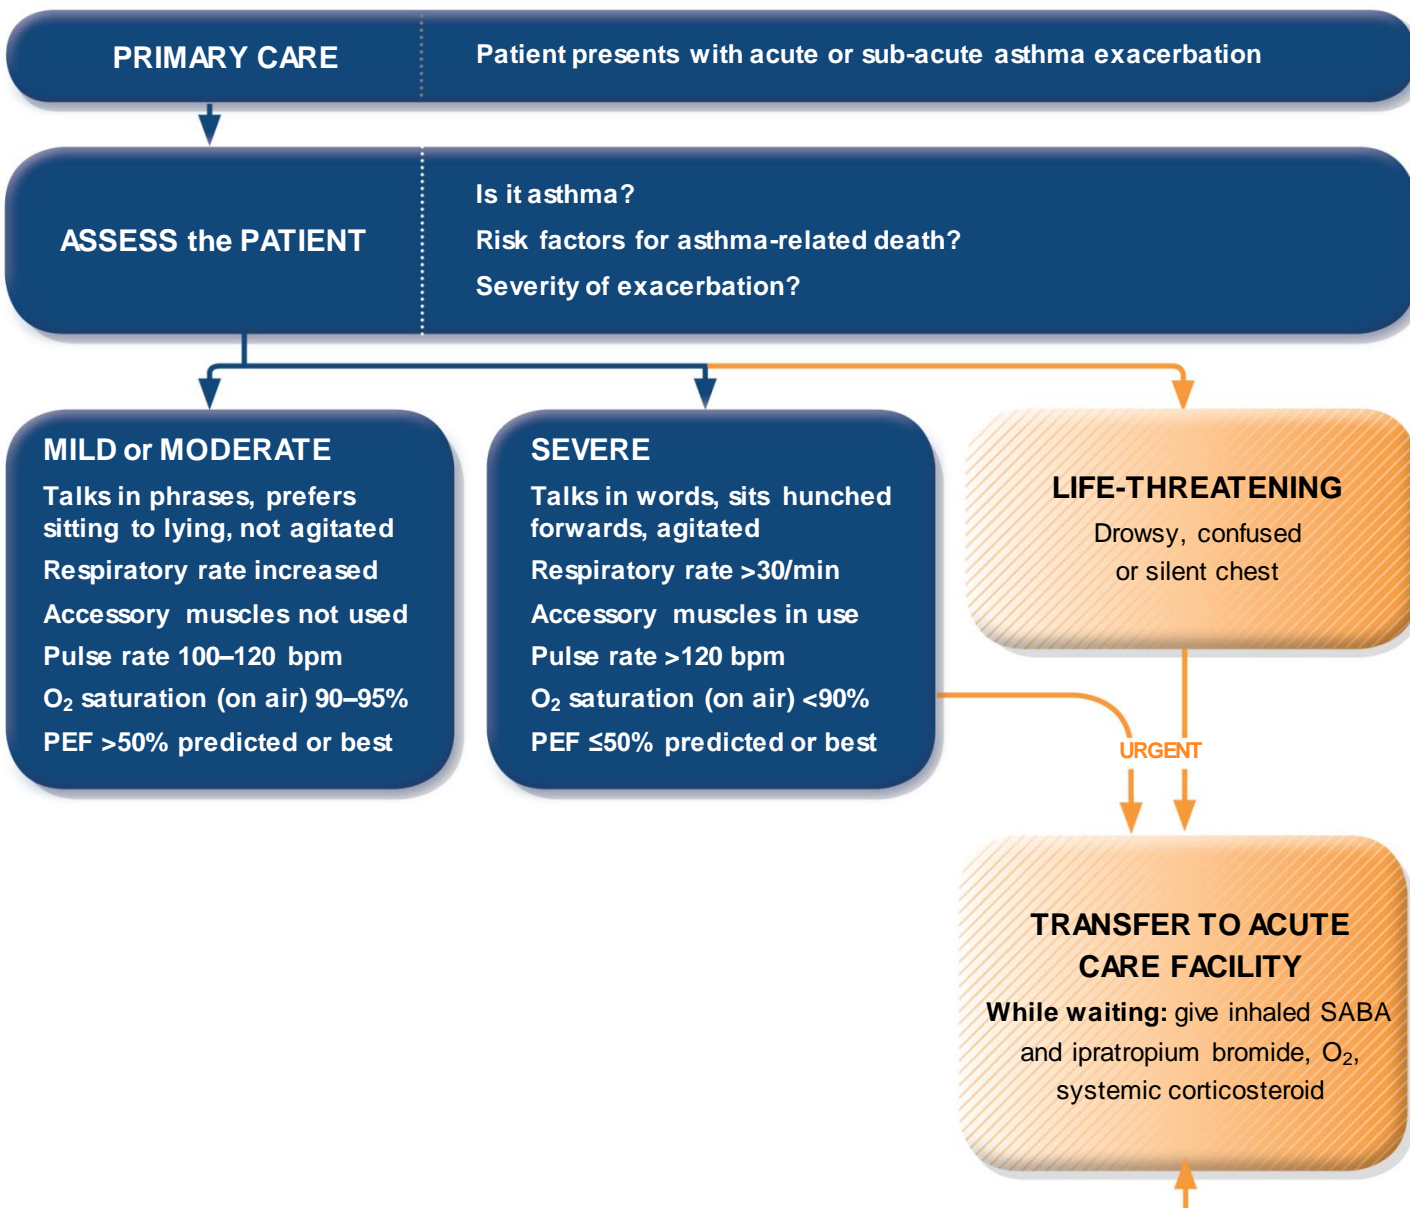 PRIMARY CARE
Patient presents with acute or sub-acute asthma exacerbation
ASSESS the PATIENT
Is it asthma?
Risk factors for asthma-related death?
Severity of exacerbation?
MILD or MODERATE
Talks in phrases, prefers
sitting to lying, not agitated
Respiratory rate increased
Accessory muscles not used
Pulse rate 100–120 bpm
O₂ saturation (on air) 90–95%
PEF >50% predicted or best
SEVERE
Talks in words, sits hunched
forwards, agitated
Respiratory rate >30/min
Accessory muscles in use
Pulse rate >120 bpm
O₂ saturation (on air) <90%
PEF ≤50% predicted or best
LIFE-THREATENING
Drowsy, confused
or silent chest
URGENT
TRANSFER TO ACUTE
CARE FACILITY
While waiting: give inhaled SABA
and ipratropium bromide, O₂,
systemic corticosteroid